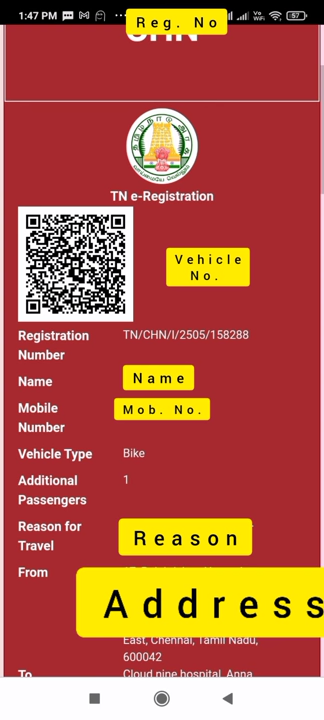 1:47 PM
57
Reg. No
CHN
TN e-Registration
Vehicle
No.
Registration
Number
TN/CHN/I/2505/158288
Name
Name
Mobile
Number
Mob. No.
Vehicle Type
Bike
Additional
Passengers
1
Reason for
Travel
Reason
From
Address
East, Chennai, Tamil Nadu,
600042
To
Cloud nine hospital, Anna